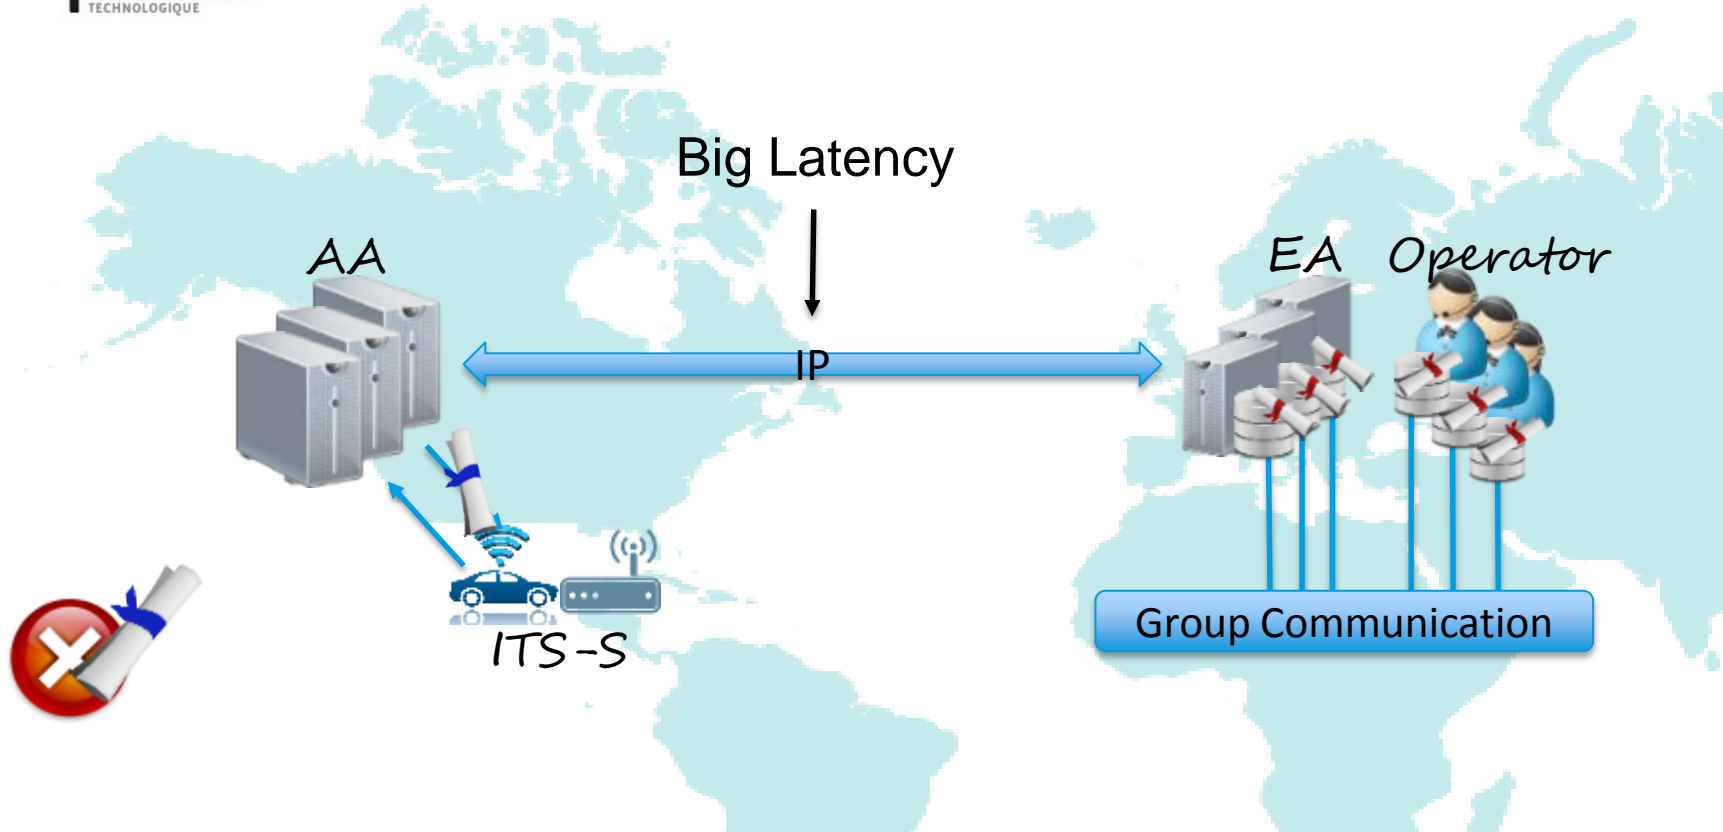 TECHNOLOGIQUE
Big Latency
AA
EA
Operator
IP
ITS-S
Group Communication